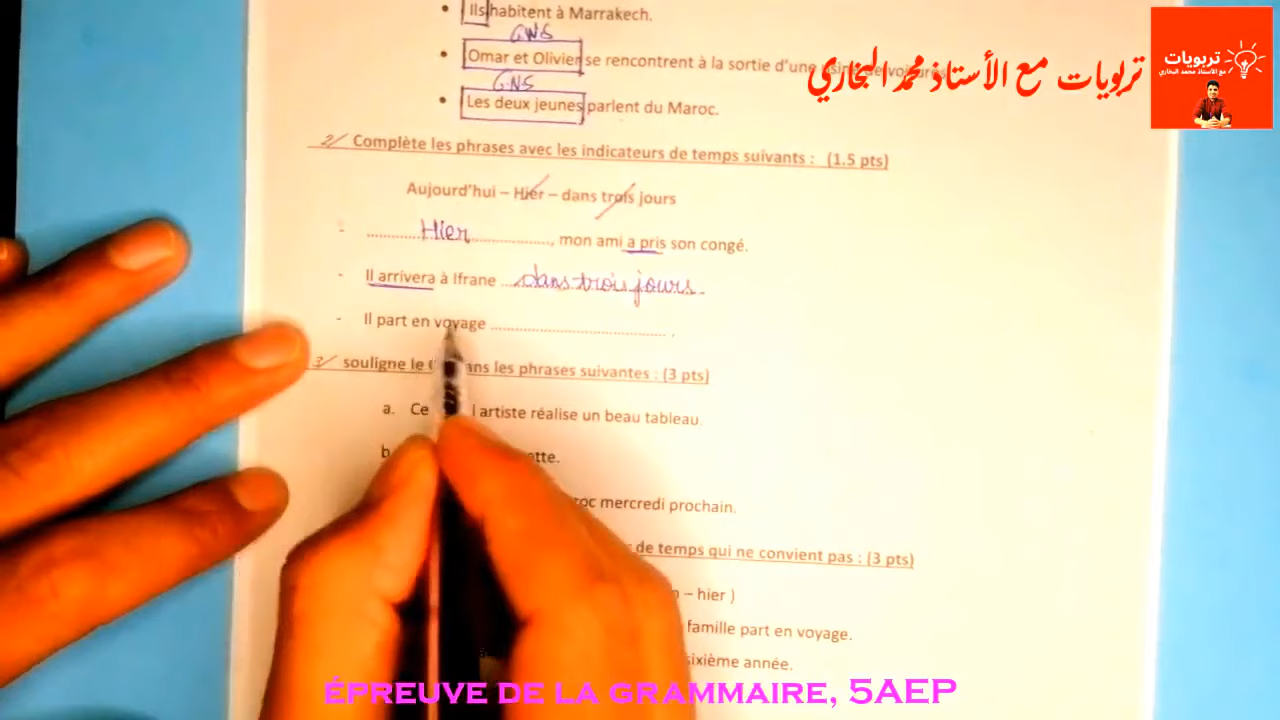 • Ils habitent à Marrakech.
GNS
• Omar et Olivier se rencontrent à la sortie d'une
GNS
• Les deux jeunes parlent du Maroc.
تربويات مع الأستاذ محمد البخاري
تربويات
مع الأستاذ محمد البخاري
2/ Complète les phrases avec les indicateurs de temps suivants : (1.5 pts)
Aujourd'hui – Hier – dans trois jours
- Hier, mon ami a pris son congé.
- Il arrivera à Ifrane dans trois jours.
- Il part en voyage ................................ .
3/ souligne le dans les phrases suivantes : (3 pts)
a. Ce artiste réalise un beau tableau.
b.
mercredi prochain.
de temps qui ne convient pas : (3 pts)
– hier )
famille part en voyage.
sixième année.
ÉPREUVE DE LA GRAMMAIRE, 5AEP